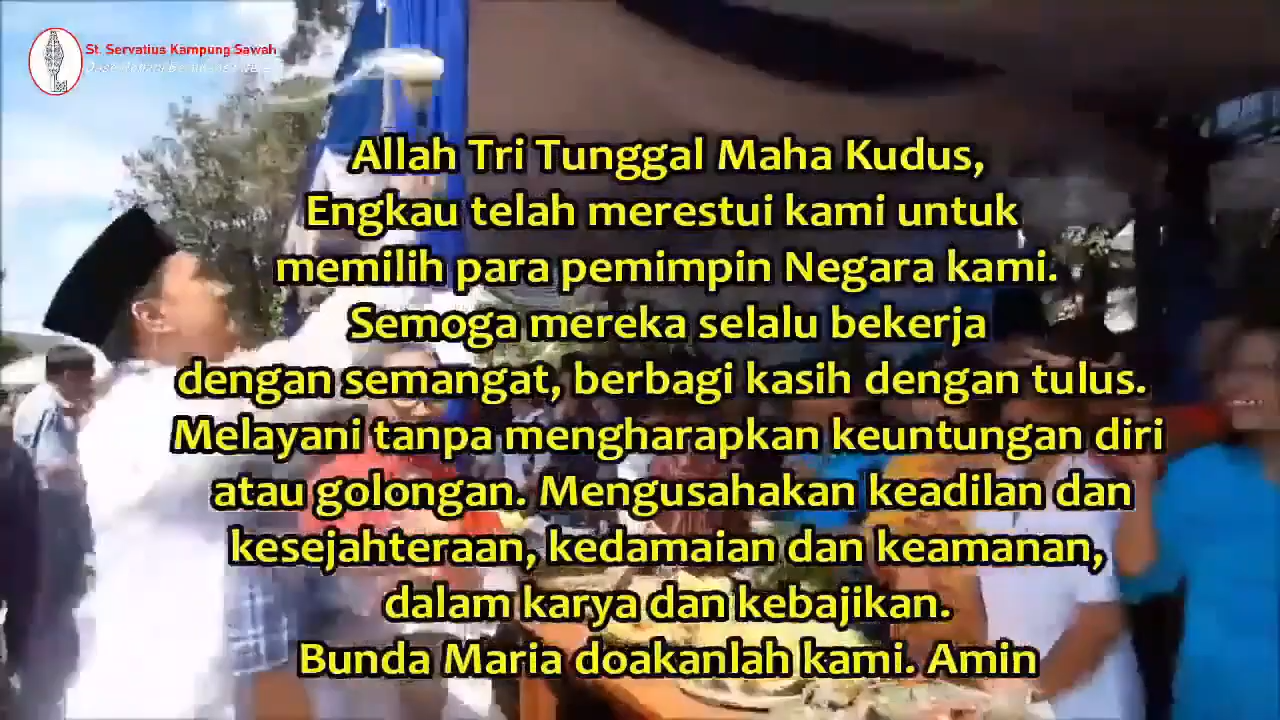 St. Servatius Kampung Sawah
Allah Tri Tunggal Maha Kudus,
Engkau telah merestui kami untuk
memilih para pemimpin Negara kami.
Semoga mereka selalu bekerja
dengan semangat, berbagi kasih dengan tulus.
Melayani tanpa mengharapkan keuntungan diri
atau golongan. Mengusahakan keadilan dan
kesejahteraan, kedamaian dan keamanan,
dalam karya dan kebajikan.
Bunda Maria doakanlah kami. Amin